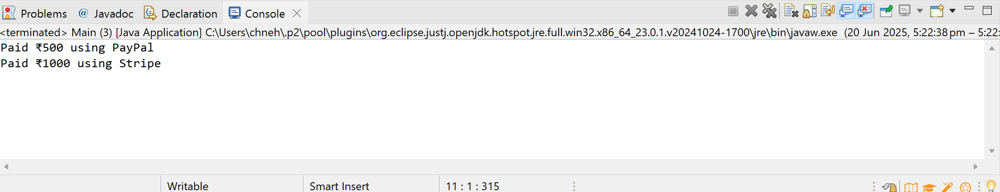 Problems @ Javadoc Declaration Console
<terminated> Main (3) [Java Application] C:\Users\chneh\.p2\pool\plugins\org.eclipse.justj.openjdk.hotspot.jre.full.win32.x86_64_23.0.1.v20241024-1700\jre\bin\javaw.exe (20 Jun 2025, 5:22:38 pm – 5:22:
Paid ₹500 using PayPal
Paid ₹1000 using Stripe
Writable Smart Insert 11 : 1 : 315